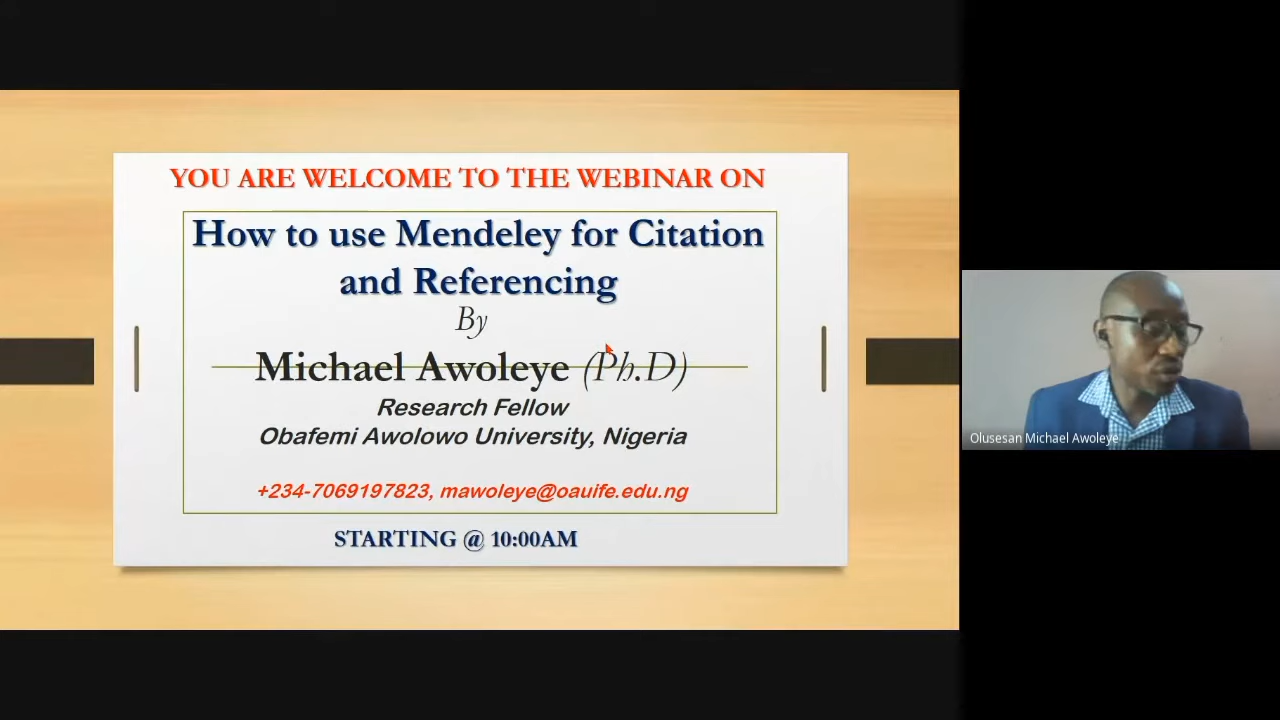 YOU ARE WELCOME TO THE WEBINAR ON
How to use Mendeley for Citation
and Referencing
By
Michael Awoleye (Ph.D)
Research Fellow
Obafemi Awolowo University, Nigeria
+234-7069197823, mawoleye@oauife.edu.ng
STARTING @ 10:00AM
Olusesan Michael Awoleye